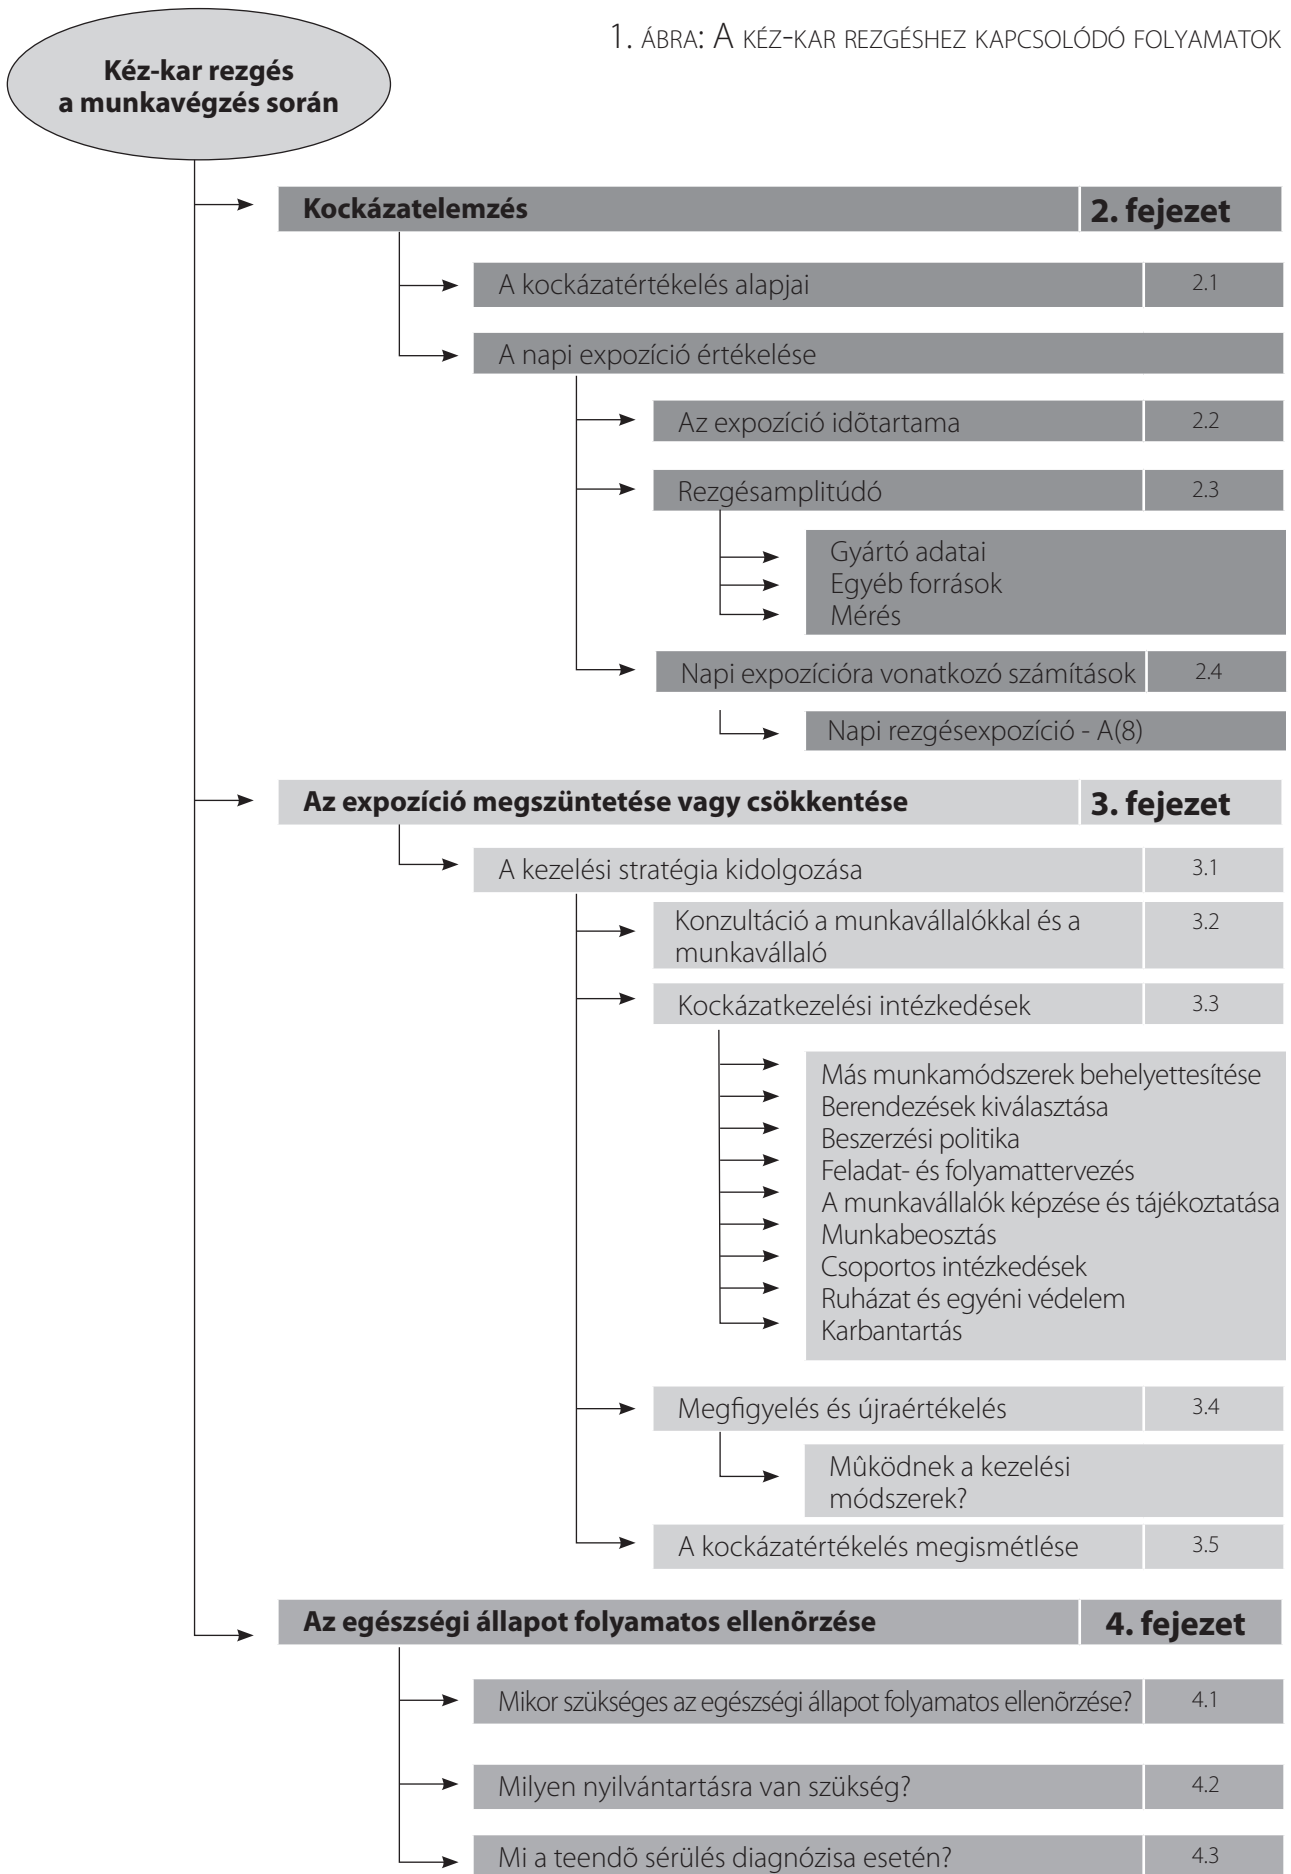 1. ÁBRA: A KÉZ-KAR REZGÉSHEZ KAPCSOLÓDÓ FOLYAMATOK
Kéz-kar rezgés
a munkavégzés során
Kockázatelemzés 2. fejezet
A kockázatértékelés alapjai 2.1
A napi expozíció értékelése
Az expozíció idõtartama 2.2
Rezgésamplitúdó 2.3
Gyártó adatai
Egyéb források
Mérés
Napi expozícióra vonatkozó számítások 2.4
Napi rezgésexpozíció - A(8)
Az expozíció megszüntetése vagy csökkentése 3. fejezet
A kezelési stratégia kidolgozása 3.1
Konzultáció a munkavállalókkal és a 3.2
munkavállaló
Kockázatkezelési intézkedések 3.3
Más munkamódszerek behelyettesítése
Berendezések kiválasztása
Beszerzési politika
Feladat- és folyamattervezés
A munkavállalók képzése és tájékoztatása
Munkabeosztás
Csoportos intézkedések
Ruházat és egyéni védelem
Karbantartás
Megfigyelés és újraértékelés 3.4
Mûködnek a kezelési
módszerek?
A kockázatértékelés megismétlése 3.5
Az egészségi állapot folyamatos ellenõrzése 4. fejezet
Mikor szükséges az egészségi állapot folyamatos ellenõrzése? 4.1
Milyen nyilvántartásra van szükség? 4.2
Mi a teendõ sérülés diagnózisa esetén? 4.3